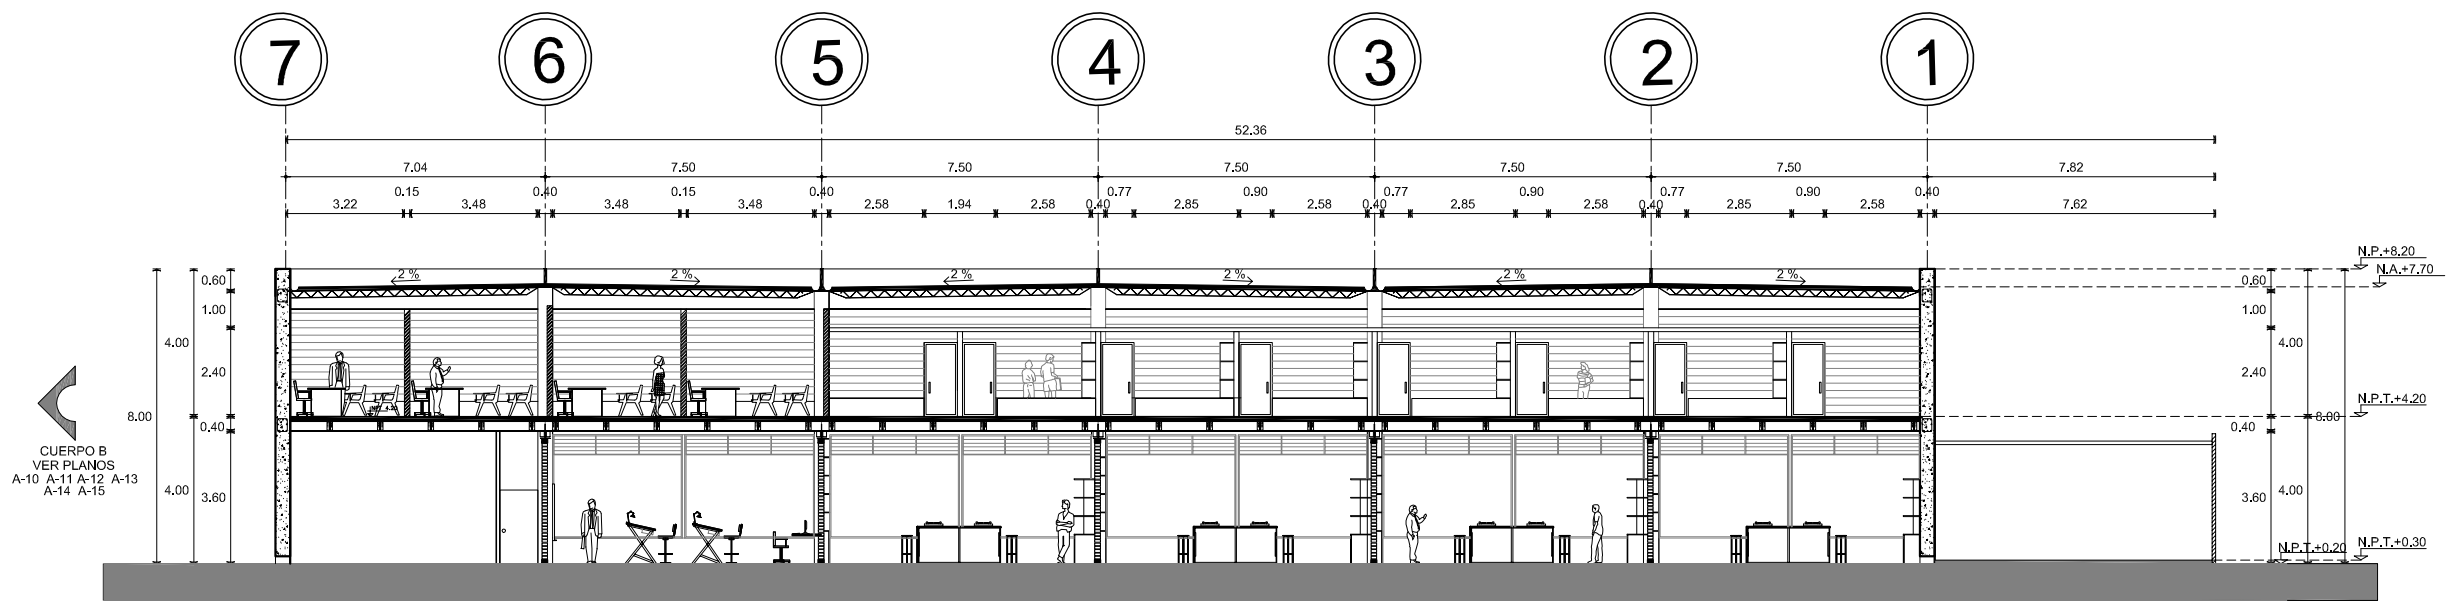 7 6 5 4 3 2 1
52.36
7.04 7.50 7.50 7.50 7.50 7.50 7.82
0.15 0.40 0.15 0.40 0.77 0.90 0.77 0.90 0.77 0.90 0.40
3.22 3.48 3.48 3.48 2.58 1.94 2.58 0.40 2.85 2.58 0.40 2.85 2.58 0.40 2.85 2.58 7.62
N.P.+8.20
N.A.+7.70
2 % 2 % 2 % 2 % 2 % 2 %
0.60 0.60
1.00 1.00
4.00 4.00
2.40 2.40
N.P.T.+4.20
8.00 8.00
0.40 0.40
CUERPO B
VER PLANOS
A-10 A-11 A-12 A-13
A-14 A-15
4.00 3.60 3.60 4.00
N.P.T.+0.20 N.P.T.+0.30